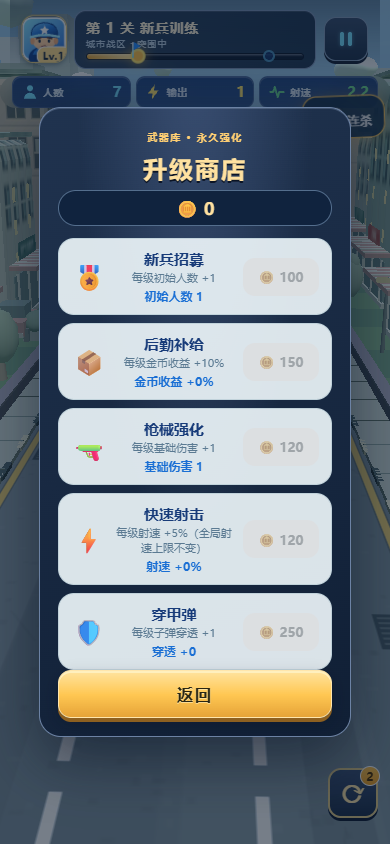 第 1 关 新兵训练
城市战区 1 突围中
Lv.1
人数 7
输出 1
射速 2.2
连杀
武器库 · 永久强化
升级商店
0
新兵招募
每级初始人数 +1
初始人数 1
100
后勤补给
每级金币收益 +10%
金币收益 +0%
150
枪械强化
每级基础伤害 +1
基础伤害 1
120
快速射击
每级射速 +5%（全局射
速上限不变）
射速 +0%
120
穿甲弹
每级子弹穿透 +1
穿透 +0
250
返回
2